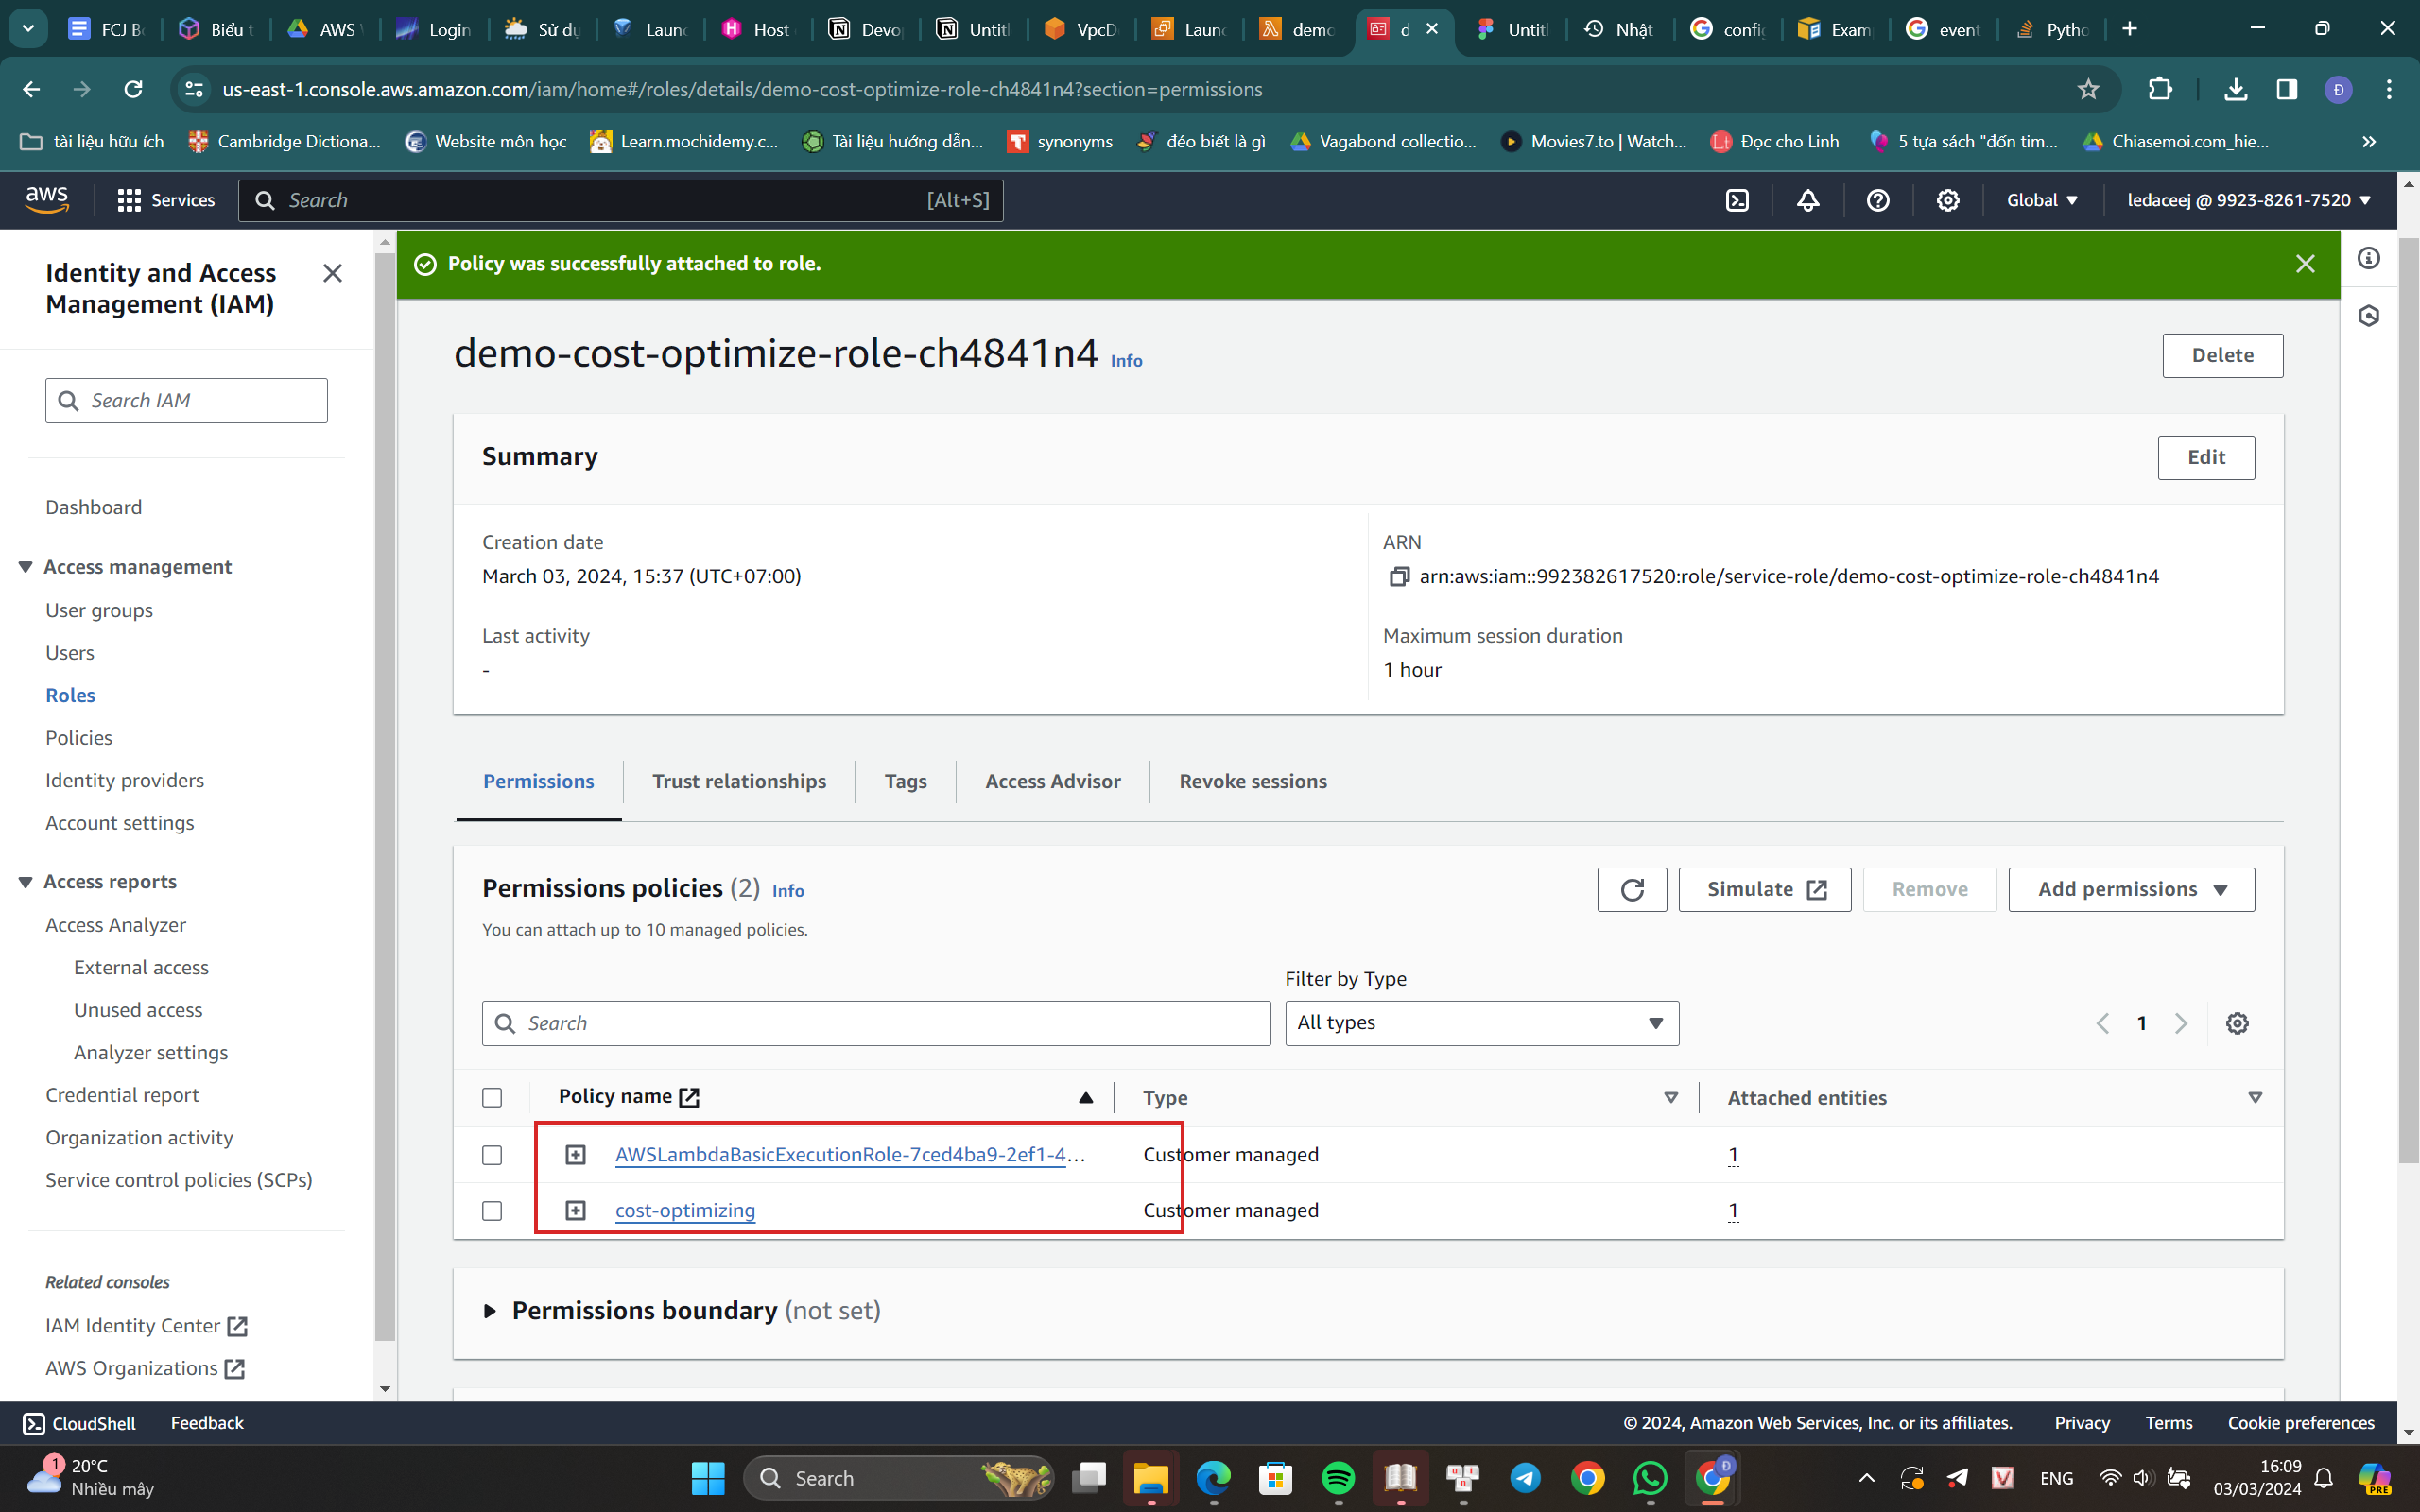 FCJ B
Biểu t
AWS
Login
Sử dụ
Laun
Host
Devo
Untit
VpcD
Laun
demo
d
Untit
Nhật
confi
Exam
event
Pytho
us-east-1.console.aws.amazon.com/iam/home#/roles/details/demo-cost-optimize-role-ch4841n4?section=permissions
Đ
tài liệu hữu ích
Cambridge Dictiona...
Website môn học
Learn.mochidemy.c...
Tài liệu hướng dẫn...
synonyms
đéo biết là gì
Vagabond collectio...
Movies7.to | Watch...
Đọc cho Linh
5 tựa sách "đốn tim...
Chiasemoi.com_hie...
aws
Services
Search
[Alt+S]
Global
ledaceej @ 9923-8261-7520
Identity and Access
Management (IAM)
Search IAM
Dashboard
Access management
User groups
Users
Roles
Policies
Identity providers
Account settings
Access reports
Access Analyzer
External access
Unused access
Analyzer settings
Credential report
Organization activity
Service control policies (SCPs)
Related consoles
IAM Identity Center
AWS Organizations
Policy was successfully attached to role.
demo-cost-optimize-role-ch4841n4 Info
Delete
Summary
Edit
Creation date
March 03, 2024, 15:37 (UTC+07:00)
ARN
arn:aws:iam::992382617520:role/service-role/demo-cost-optimize-role-ch4841n4
Last activity
-
Maximum session duration
1 hour
Permissions
Trust relationships
Tags
Access Advisor
Revoke sessions
Permissions policies (2) Info
You can attach up to 10 managed policies.
Simulate
Remove
Add permissions
Filter by Type
Search
All types
1
Policy name
Type
Attached entities
AWSLambdaBasicExecutionRole-7ced4ba9-2ef1-4...
Customer managed
1
cost-optimizing
Customer managed
1
Permissions boundary (not set)
CloudShell
Feedback
© 2024, Amazon Web Services, Inc. or its affiliates.
Privacy
Terms
Cookie preferences
1
20°C
Nhiều mây
Search
Đ
ENG
16:09
03/03/2024
PRE